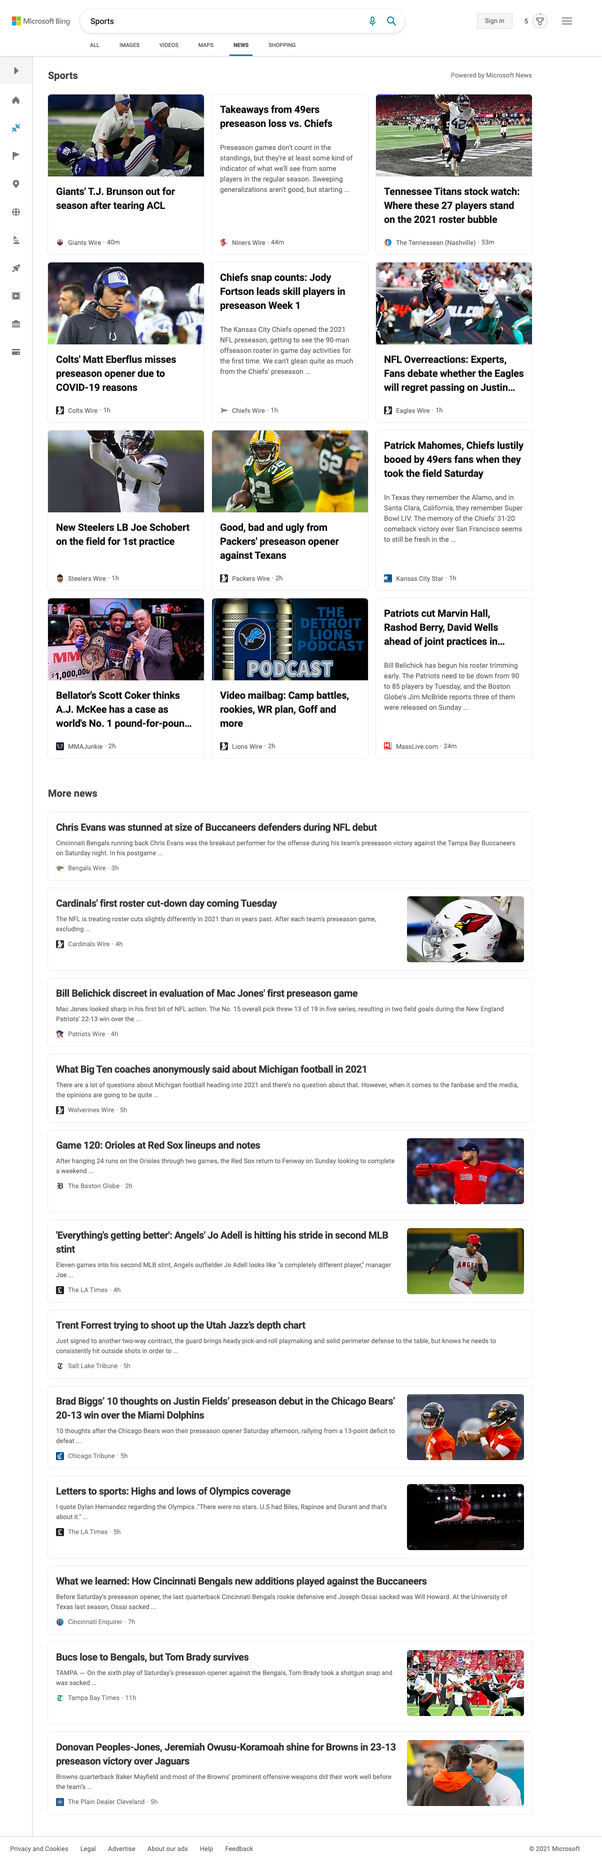 Microsoft Bing
Sports
Sign in
5
ALL
IMAGES
VIDEOS
MAPS
NEWS
SHOPPING
Sports
Powered by Microsoft News
Giants' T.J. Brunson out for
season after tearing ACL
Giants Wire · 40m
Takeaways from 49ers
preseason loss vs. Chiefs
Preseason games don't count in the
standings, but they're at least some kind of
indicator of what we'll see from some
players in the regular season. Sweeping
generalizations aren't good, but starting ...
Niners Wire · 44m
Tennessee Titans stock watch:
Where these 27 players stand
on the 2021 roster bubble
The Tennessean (Nashville) · 53m
Colts' Matt Eberflus misses
preseason opener due to
COVID-19 reasons
Colts Wire · 1h
Chiefs snap counts: Jody
Fortson leads skill players in
preseason Week 1
The Kansas City Chiefs opened the 2021
NFL preseason, getting to see the 90-man
offseason roster in game day activities for
the first time. We can't glean quite as much
from the Chiefs' preseason ...
Chiefs Wire · 1h
NFL Overreactions: Experts,
Fans debate whether the Eagles
will regret passing on Justin...
Eagles Wire · 1h
New Steelers LB Joe Schobert
on the field for 1st practice
Steelers Wire · 1h
Good, bad and ugly from
Packers' preseason opener
against Texans
Packers Wire · 2h
Patrick Mahomes, Chiefs lustily
booed by 49ers fans when they
took the field Saturday
In Texas they remember the Alamo, and in
Santa Clara, California, they remember Super
Bowl LIV. The memory of the Chiefs' 31-20
comeback victory over San Francisco seems
to still be fresh in the ...
Kansas City Star · 1h
MM
$1,000,000
Bellator's Scott Coker thinks
A.J. McKee has a case as
world's No. 1 pound-for-poun...
MMAJunkie · 2h
THE
DETROIT
LIONS
PODCAST
PODCAST
Video mailbag: Camp battles,
rookies, WR plan, Goff and
more
Lions Wire · 2h
Patriots cut Marvin Hall,
Rashod Berry, David Wells
ahead of joint practices in...
Bill Belichick has begun his roster trimming
early. The Patriots need to be down from 90
to 85 players by Tuesday, and the Boston
Globe's Jim McBride reports three of them
were released on Sunday ...
MassLive.com · 24m
More news
Chris Evans was stunned at size of Buccaneers defenders during NFL debut
Cincinnati Bengals running back Chris Evans was the breakout performer for the offense during his team's preseason victory against the Tampa Bay Buccaneers
on Saturday night. In his postgame ...
Bengals Wire · 3h
Cardinals' first roster cut-down day coming Tuesday
The NFL is treating roster cuts slightly differently in 2021 than in years past. After each team's preseason game,
excluding ...
Cardinals Wire · 4h
Bill Belichick discreet in evaluation of Mac Jones' first preseason game
Mac Jones looked sharp in his first bit of NFL action. The No. 15 overall pick threw 13 of 19 in five series, resulting in two field goals during the New England
Patriots' 22-13 win over the ...
Patriots Wire · 4h
What Big Ten coaches anonymously said about Michigan football in 2021
There are a lot of questions about Michigan football heading into 2021 and there's no question about that. However, when it comes to the fanbase and the media,
the opinions are going to be quite ...
Wolverines Wire · 5h
Game 120: Orioles at Red Sox lineups and notes
After hanging 24 runs on the Orioles through two games, the Red Sox return to Fenway on Sunday looking to complete
a weekend ...
The Boston Globe · 2h
'Everything's getting better': Angels' Jo Adell is hitting his stride in second MLB
stint
Eleven games into his second MLB stint, Angels outfielder Jo Adell looks like "a completely different player," manager
Joe ...
The LA Times · 4h
Trent Forrest trying to shoot up the Utah Jazz's depth chart
Just signed to another two-way contract, the guard brings heady pick-and-roll playmaking and solid perimeter defense to the table, but knows he needs to
consistently hit outside shots in order to ...
Salt Lake Tribune · 5h
Brad Biggs' 10 thoughts on Justin Fields' preseason debut in the Chicago Bears'
20-13 win over the Miami Dolphins
10 thoughts after the Chicago Bears won their preseason opener Saturday afternoon, rallying from a 13-point deficit to
defeat ...
Chicago Tribune · 5h
Letters to sports: Highs and lows of Olympics coverage
I quote Dylan Hernandez regarding the Olympics ."There were no stars. U.S had Biles, Rapinoe and Durant and that's
about it." ...
The LA Times · 5h
What we learned: How Cincinnati Bengals new additions played against the Buccaneers
Before Saturday's preseason opener, the last quarterback Cincinnati Bengals rookie defensive end Joseph Ossai sacked was Will Howard. At the University of
Texas last season, Ossai sacked ...
Cincinnati Enquirer · 7h
Bucs lose to Bengals, but Tom Brady survives
TAMPA — On the sixth play of Saturday's preseason opener against the Bengals, Tom Brady took a shotgun snap and
was sacked ...
Tampa Bay Times · 11h
Donovan Peoples-Jones, Jeremiah Owusu-Koramoah shine for Browns in 23-13
preseason victory over Jaguars
Browns quarterback Baker Mayfield and most of the Browns' prominent offensive weapons did their work well before
the team's ...
The Plain Dealer Cleveland · 5h
Privacy and Cookies
Legal
Advertise
About our ads
Help
Feedback
© 2021 Microsoft